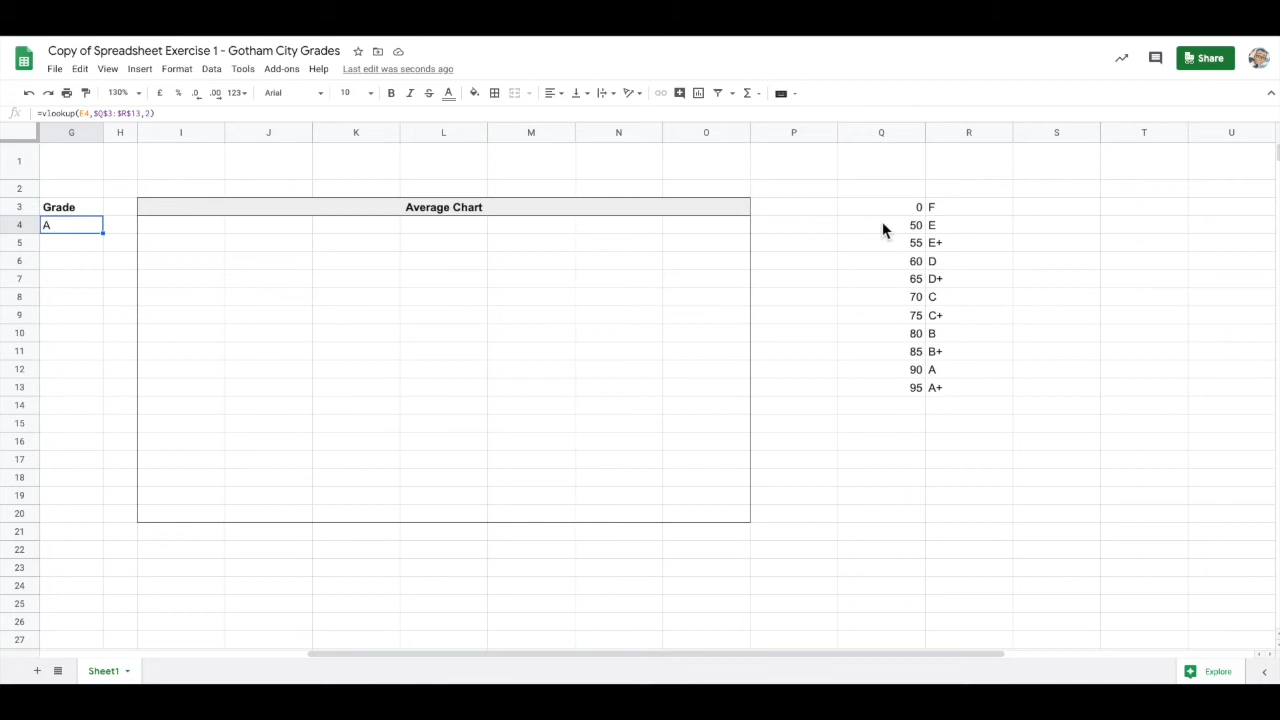 Copy of Spreadsheet Exercise 1 - Gotham City Grades
File Edit View Insert Format Data Tools Add-ons Help Last edit was seconds ago
Share
130% £ % .0 .00 123 Arial 10 B I S A Σ
fx =vlookup(E4,$Q$3:$R$13,2)
G H I J K L M N O P Q R S T U
1
2
3 Grade Average Chart 0 F
4 A 50 E
5 55 E+
6 60 D
7 65 D+
8 70 C
9 75 C+
10 80 B
11 85 B+
12 90 A
13 95 A+
14
15
16
17
18
19
20
21
22
23
24
25
26
27
+ Sheet1 Explore